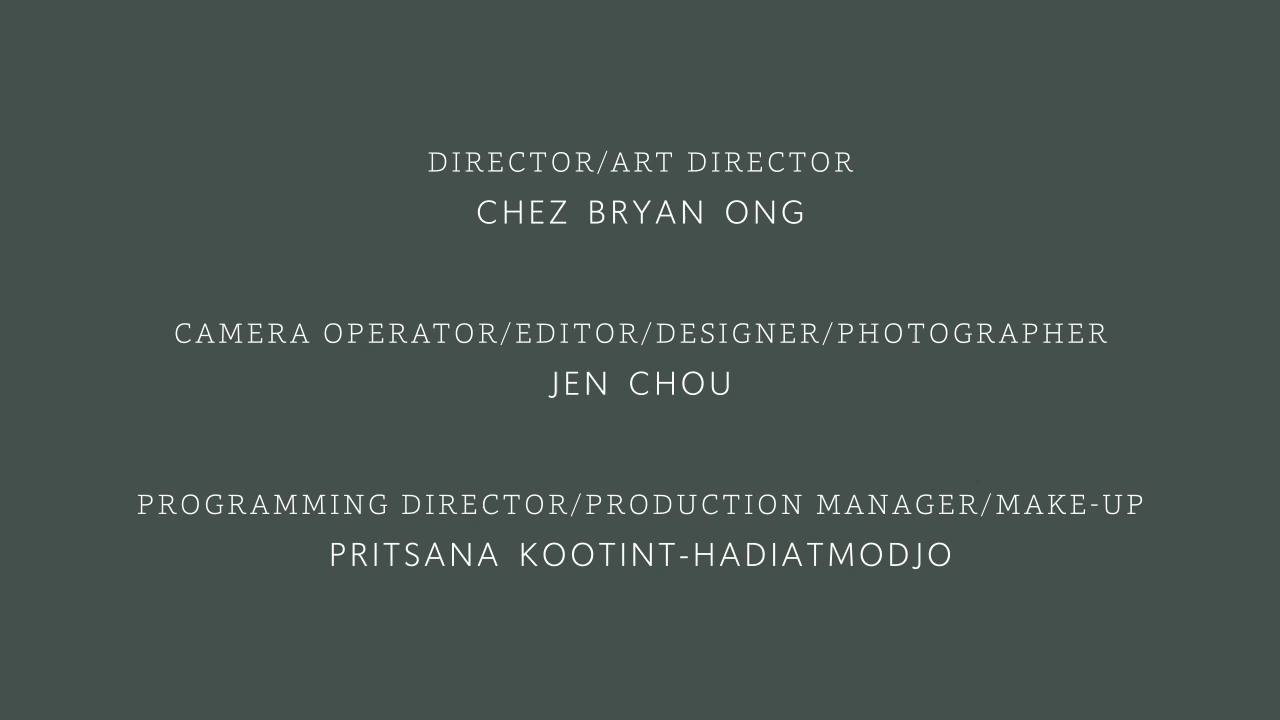 DIRECTOR/ART DIRECTOR
CHEZ BRYAN ONG
CAMERA OPERATOR/EDITOR/DESIGNER/PHOTOGRAPHER
JEN CHOU
PROGRAMMING DIRECTOR/PRODUCTION MANAGER/MAKE-UP
PRITSANA KOOTINT-HADIATMODJO